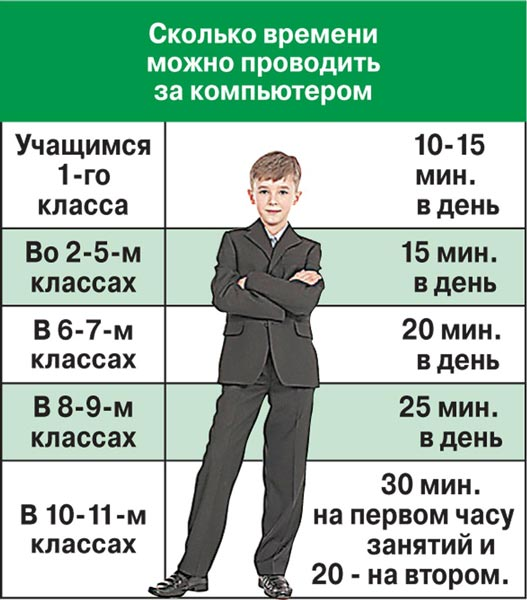 Сколько времени
можно проводить
за компьютером
Учащимся
1-го
класса
10-15
мин.
в день
Во 2-5-м
классах
15 мин.
в день
В 6-7-м
классах
20 мин.
в день
В 8-9-м
классах
25 мин.
в день
В 10-11-м
классах
30 мин.
на первом часу
занятий и
20 - на втором.